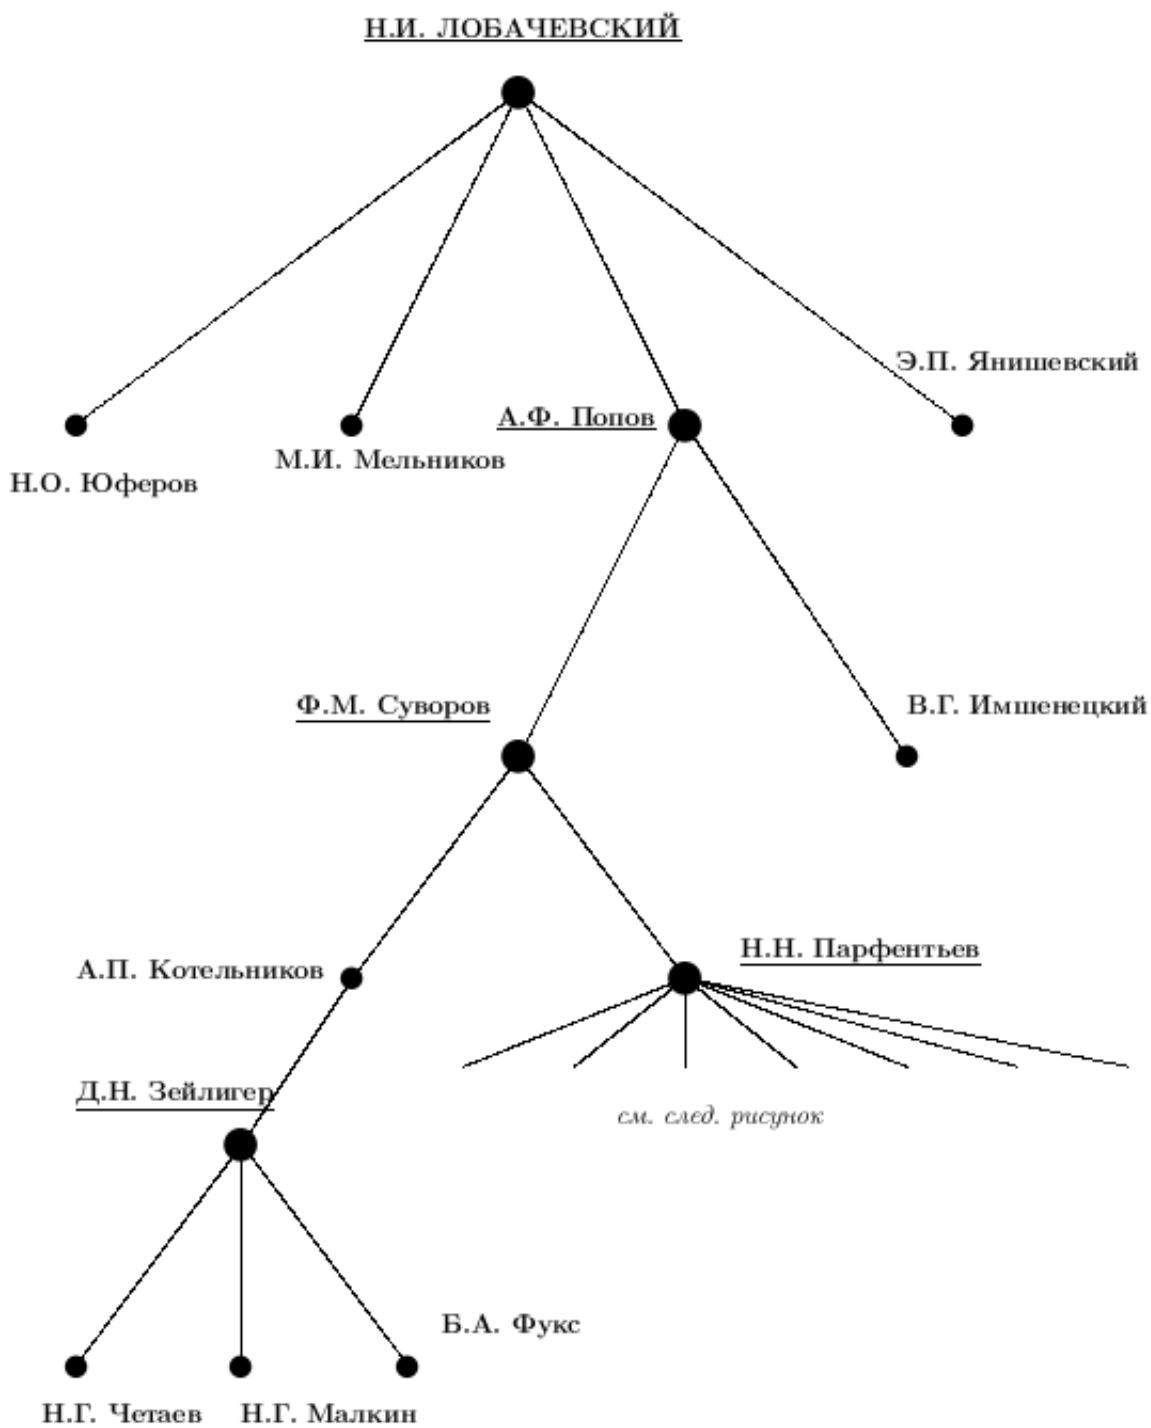 Н.И. ЛОБАЧЕВСКИЙ
Э.П. Янишевский
А.Ф. Попов
М.И. Мельников
Н.О. Юферов
Ф.М. Суворов
В.Г. Имшенецкий
Н.Н. Парфентьев
А.П. Котельников
Д.Н. Зейлигер
см. след. рисунок
Б.А. Фукс
Н.Г. Четаев
Н.Г. Малкин